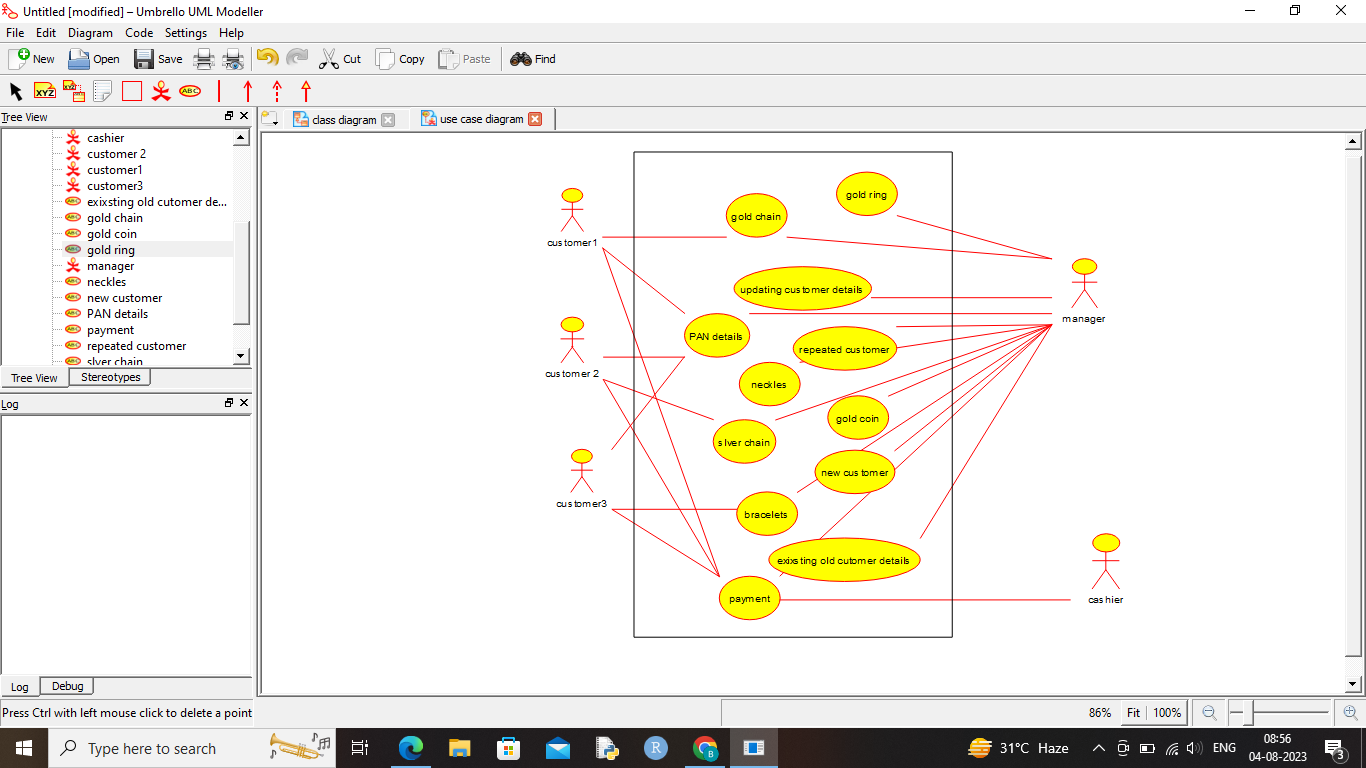 Untitled [modified] – Umbrello UML Modeller
File Edit Diagram Code Settings Help
New Open Save Cut Copy Paste Find
XYZ XYZ ABC
Tree View
class diagram use case diagram
cashier
customer 2
customer1
customer3
exixsting old cutomer de...
gold chain
gold coin
gold ring
manager
neckles
new customer
PAN details
payment
repeated customer
slver chain
Tree View Stereotypes
Log
Log Debug
gold ring
gold chain
customer1
updating customer details
manager
PAN details
repeated customer
customer 2
neckles
gold coin
slver chain
new customer
customer3
bracelets
exixsting old cutomer details
payment
cashier
Press Ctrl with left mouse click to delete a point
86% Fit 100%
Type here to search
31°C Haze
ENG
08:56
04-08-2023
3